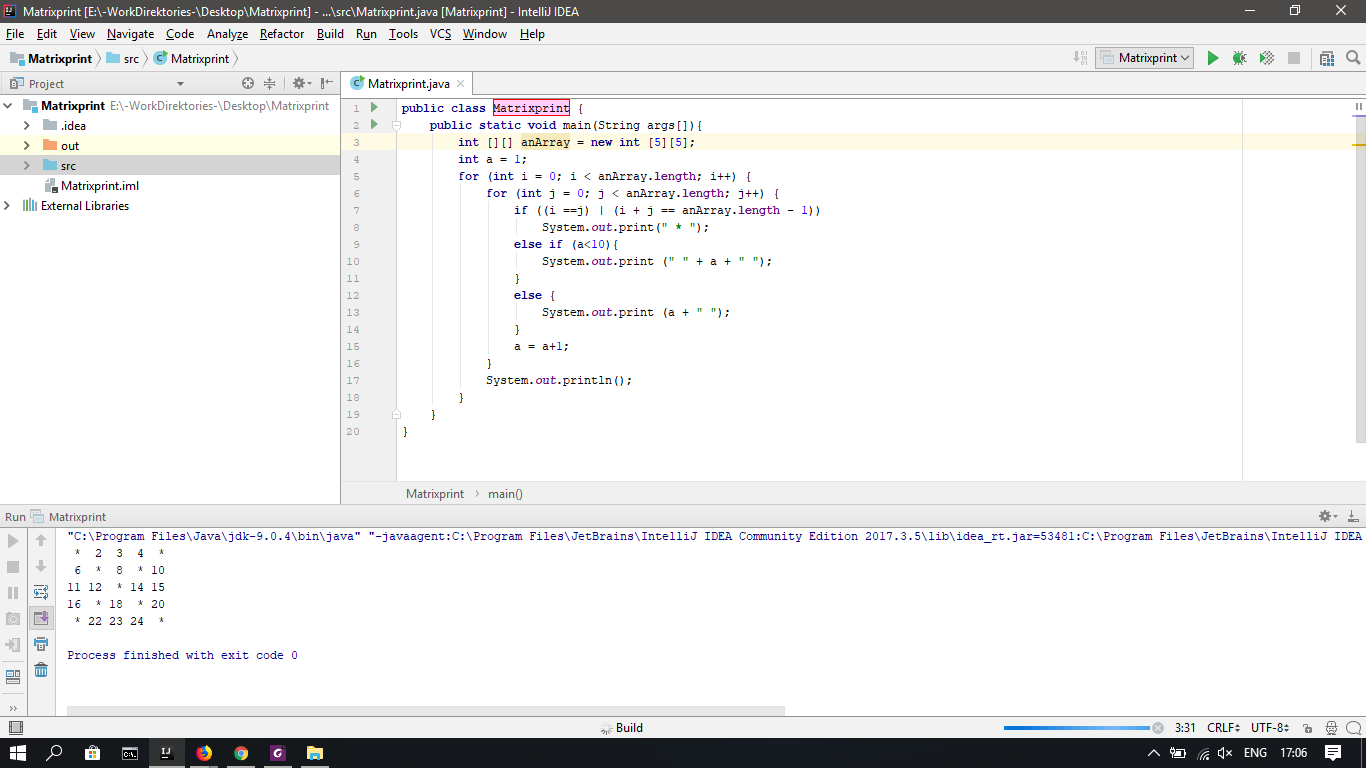 Matrixprint [E:\-WorkDirektories-\Desktop\Matrixprint] - ...\src\Matrixprint.java [Matrixprint] - IntelliJ IDEA
File Edit View Navigate Code Analyze Refactor Build Run Tools VCS Window Help
Matrixprint src Matrixprint Matrixprint
Project
Matrixprint.java
Matrixprint E:\-WorkDirektories-\Desktop\Matrixprint
.idea
out
src
Matrixprint.iml
External Libraries
1 public class Matrixprint {
2 public static void main(String args[]){
3 int [][] anArray = new int [5][5];
4 int a = 1;
5 for (int i = 0; i < anArray.length; i++) {
6 for (int j = 0; j < anArray.length; j++) {
7 if ((i ==j) | (i + j == anArray.length - 1))
8 System.out.print(" * ");
9 else if (a<10){
10 System.out.print (" " + a + " ");
11 }
12 else {
13 System.out.print (a + " ");
14 }
15 a = a+1;
16 }
17 System.out.println();
18 }
19 }
20 }
Matrixprint › main()
Run Matrixprint
"C:\Program Files\Java\jdk-9.0.4\bin\java" "-javaagent:C:\Program Files\JetBrains\IntelliJ IDEA Community Edition 2017.3.5\lib\idea_rt.jar=53481:C:\Program Files\JetBrains\IntelliJ IDEA
* 2 3 4 *
6 * 8 * 10
11 12 * 14 15
16 * 18 * 20
* 22 23 24 *
Process finished with exit code 0
Build 3:31 CRLF UTF-8
ENG 17:06